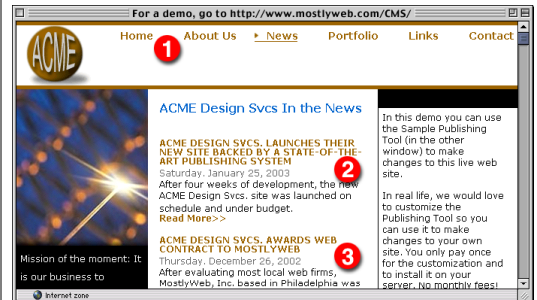 For a demo, go to http://www.mostlyweb.com/CMS/
ACME
Home
About Us
News
Portfolio
Links
Contact
1
ACME Design Svcs In the News
ACME DESIGN SVCS. LAUNCHES THEIR
NEW SITE BACKED BY A STATE-OF-THE-
ART PUBLISHING SYSTEM
2
Saturday. January 25, 2003
After four weeks of development, the new
ACME Design Svcs. site was launched on
schedule and under budget.
Read More>>
ACME DESIGN SVCS. AWARDS WEB
CONTRACT TO MOSTLYWEB
3
Thursday. December 26, 2002
After evaluating most local web firms,
MostlyWeb, Inc. based in Philadelphia was
In this demo you can use
the Sample Publishing
Tool (in the other
window) to make
changes to this live web
site.
In real life, we would love
to customize the
Publishing Tool so you
can use it to make
changes to your own
site. You only pay once
for the customization and
to install it on your
server. No monthly fees!
Mission of the moment: It
is our business to
Internet zone